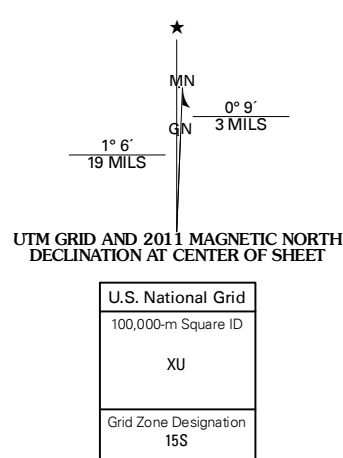 ★
MN
GN
0° 9´
3 MILS
1° 6´
19 MILS
UTM GRID AND 2011 MAGNETIC NORTH
DECLINATION AT CENTER OF SHEET
U.S. National Grid
100,000-m Square ID
XU
Grid Zone Designation
15S